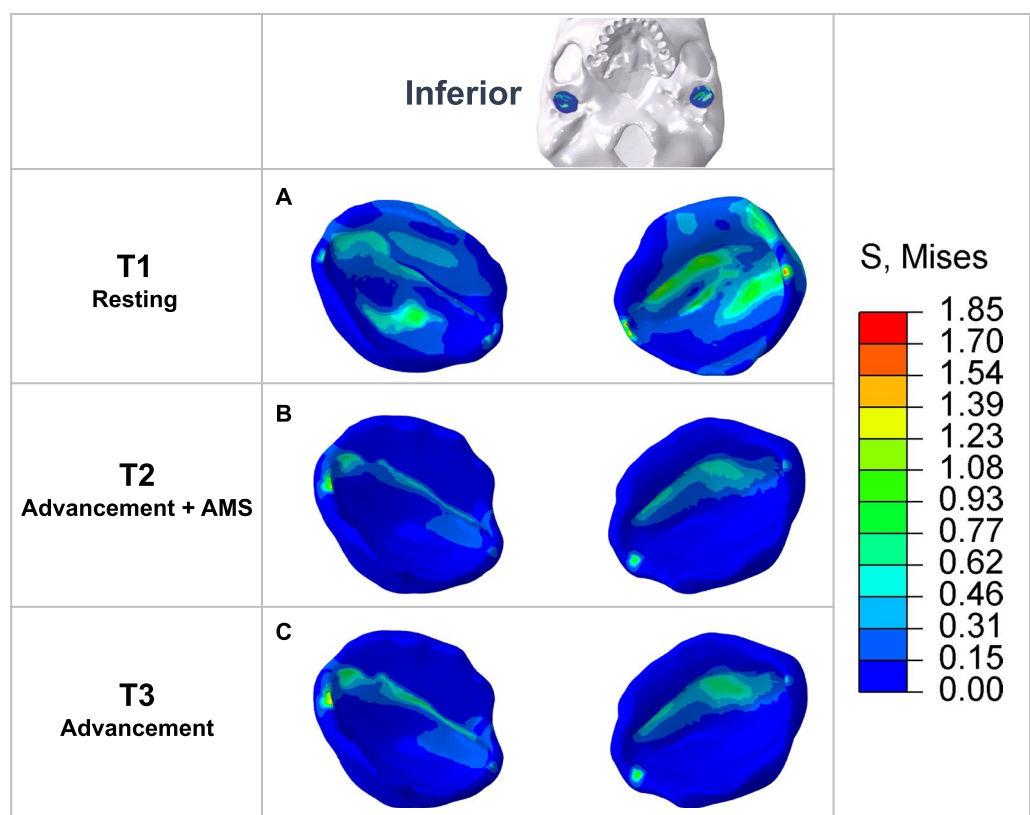 Inferior
A
T1
Resting
B
T2
Advancement + AMS
C
T3
Advancement
S, Mises
1.85
1.70
1.54
1.39
1.23
1.08
0.93
0.77
0.62
0.46
0.31
0.15
0.00